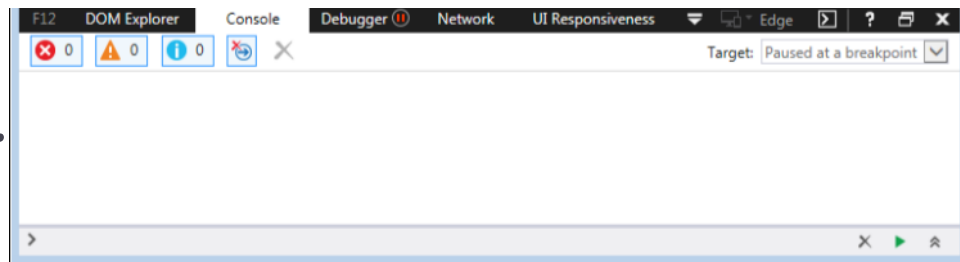 F12 DOM Explorer Console Debugger Network UI Responsiveness Edge ?
0 0 0 Target: Paused at a breakpoint